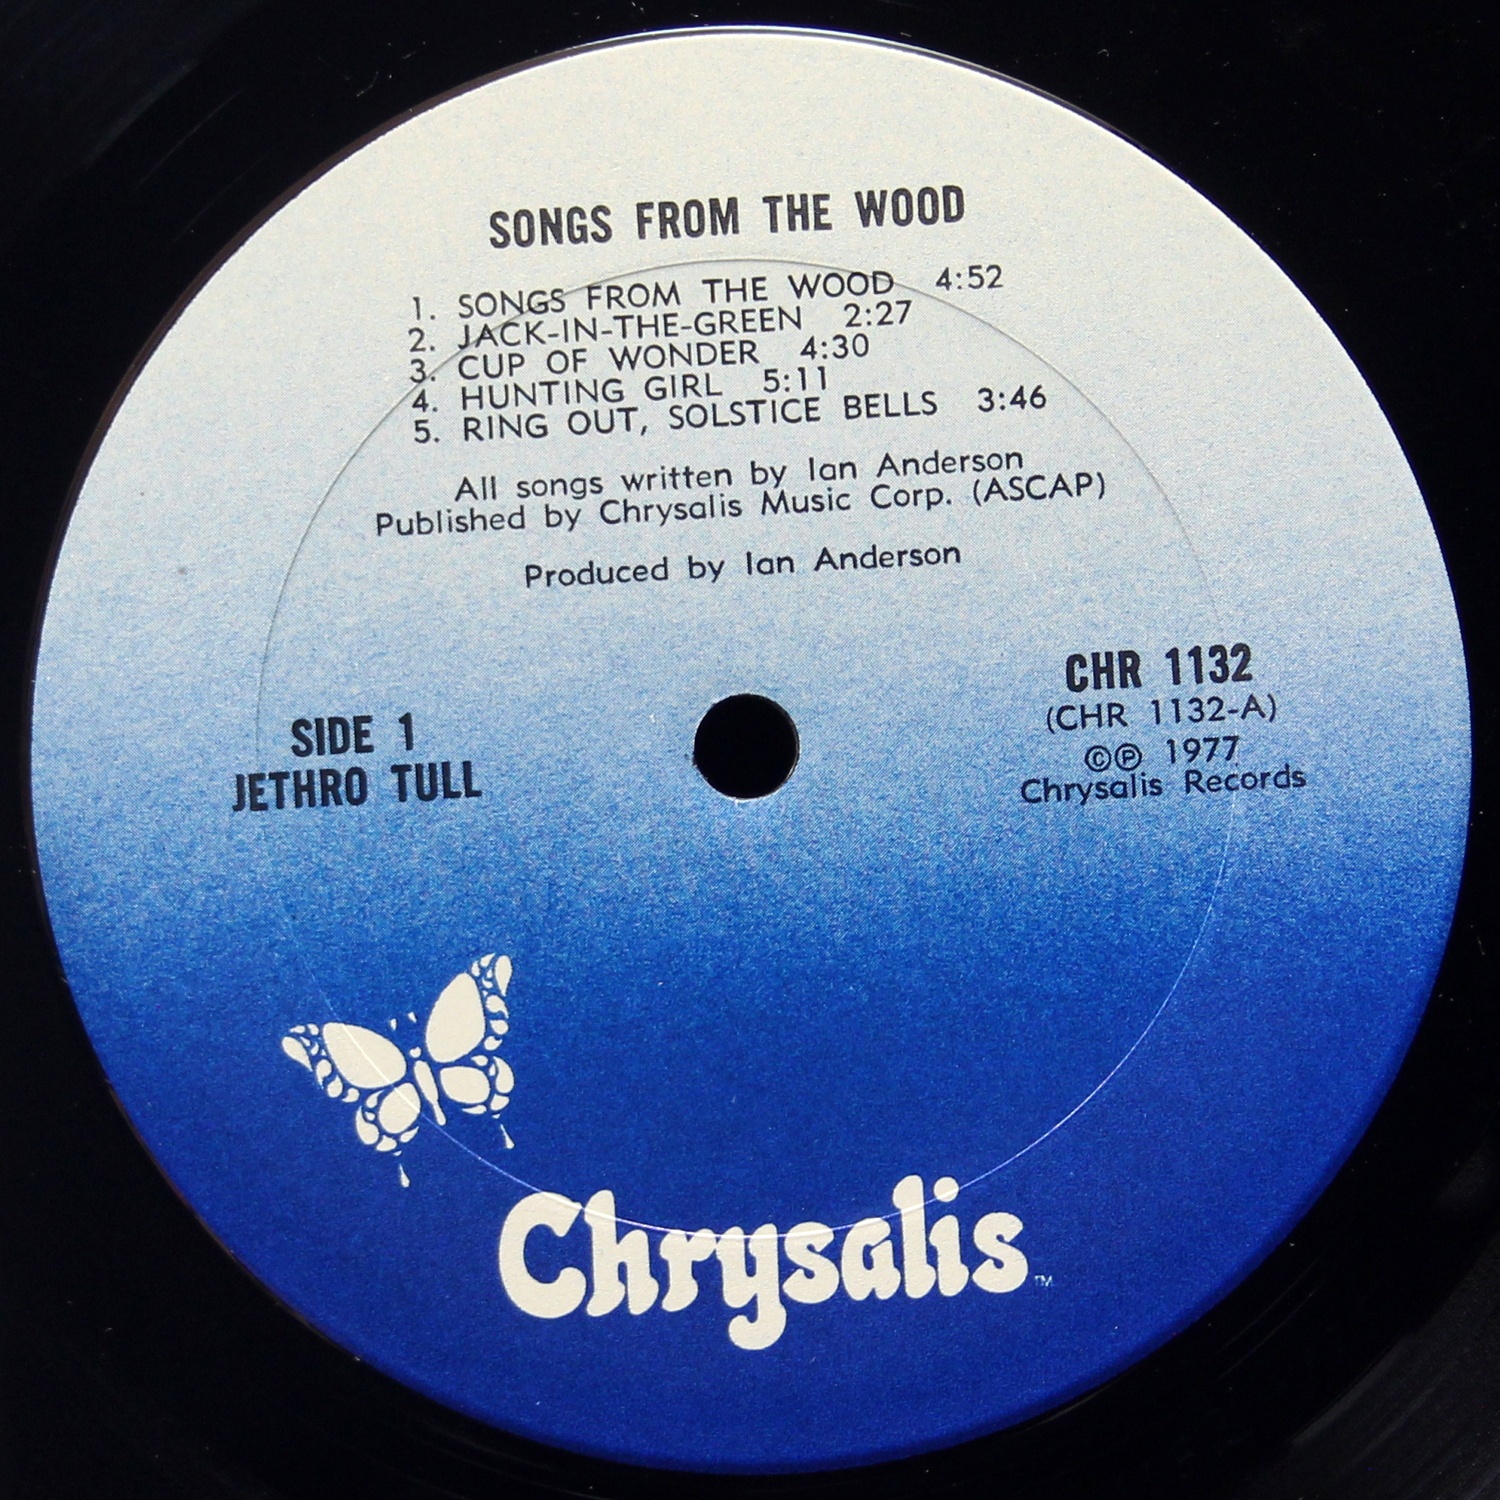 SONGS FROM THE WOOD
1. SONGS FROM THE WOOD 4:52
2. JACK-IN-THE-GREEN 2:27
3. CUP OF WONDER 4:30
4. HUNTING GIRL 5:11
5. RING OUT, SOLSTICE BELLS 3:46
All songs written by Ian Anderson
Published by Chrysalis Music Corp. (ASCAP)
Produced by Ian Anderson
SIDE 1
JETHRO TULL
CHR 1132
(CHR 1132-A)
©℗ 1977
Chrysalis Records
Chrysalis™